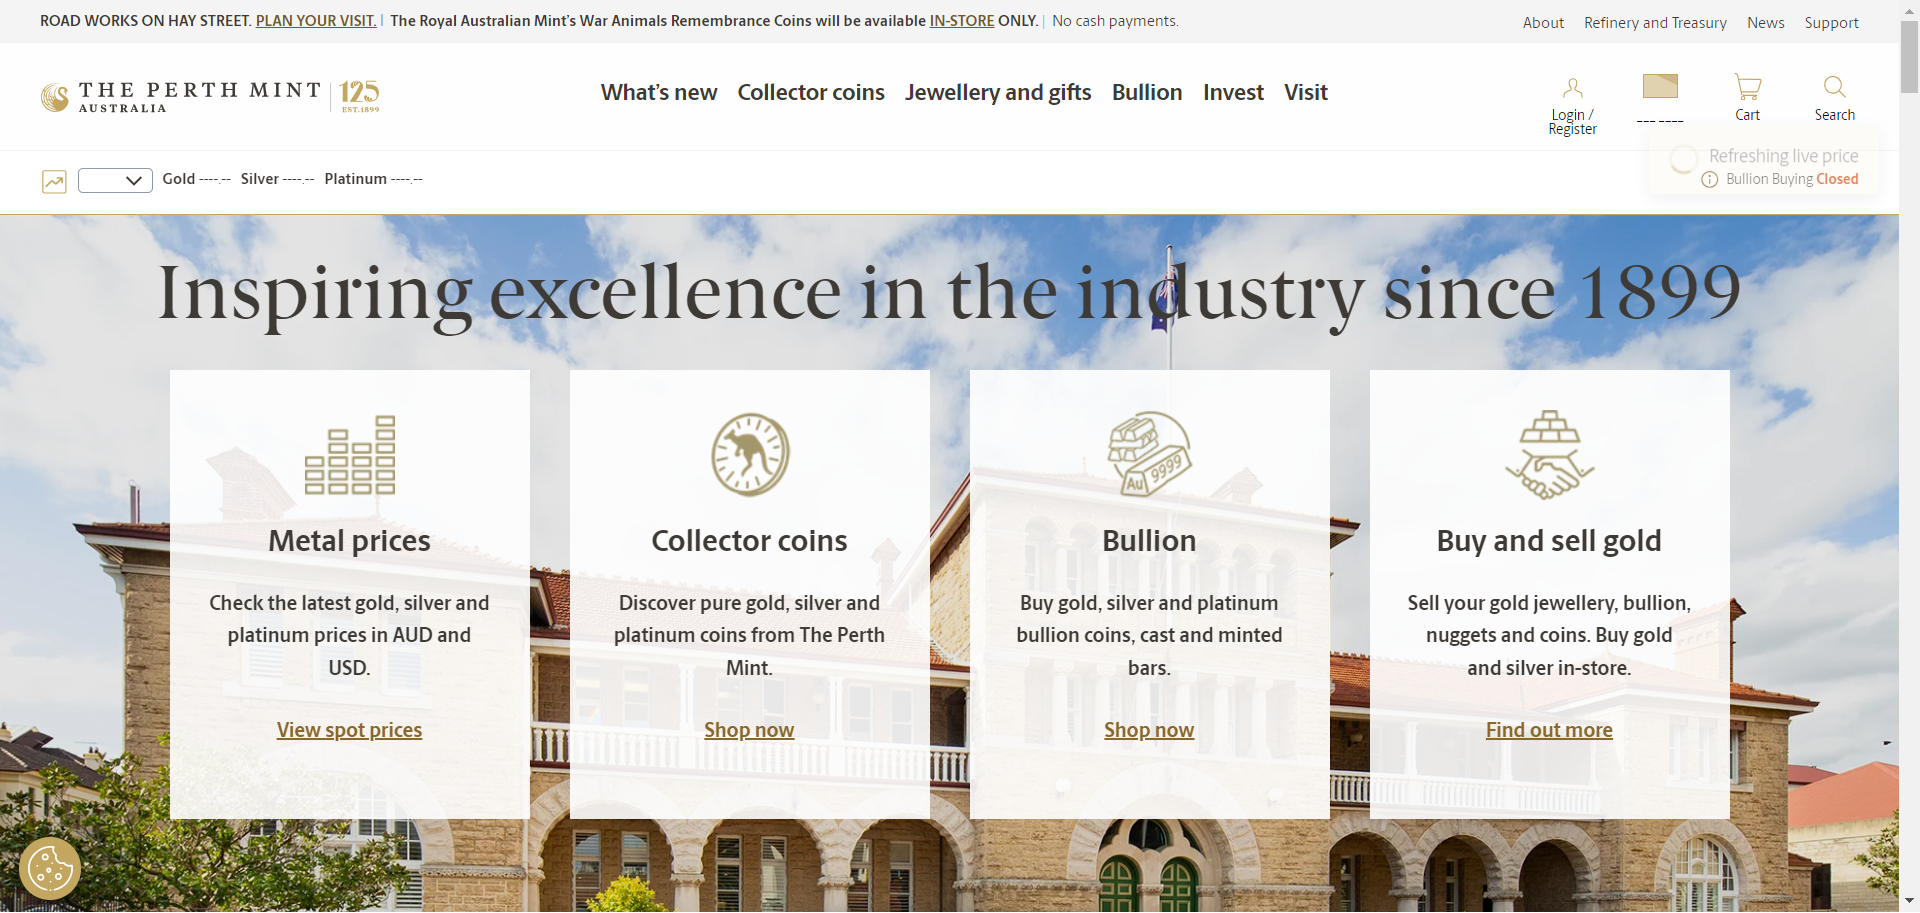 ROAD WORKS ON HAY STREET. PLAN YOUR VISIT. | The Royal Australian Mint's War Animals Remembrance Coins will be available IN-STORE ONLY. | No cash payments.
About Refinery and Treasury News Support
THE PERTH MINT
AUSTRALIA
125
EST.1899
What's new Collector coins Jewellery and gifts Bullion Invest Visit
Login /
Register
--- ----
Cart
Search
Gold ----.-- Silver ----.-- Platinum ----.--
Refreshing live price
Bullion Buying Closed
Inspiring excellence in the industry since 1899
Metal prices
Check the latest gold, silver and
platinum prices in AUD and
USD.
View spot prices
Collector coins
Discover pure gold, silver and
platinum coins from The Perth
Mint.
Shop now
Au 9999
Bullion
Buy gold, silver and platinum
bullion coins, cast and minted
bars.
Shop now
Buy and sell gold
Sell your gold jewellery, bullion,
nuggets and coins. Buy gold
and silver in-store.
Find out more